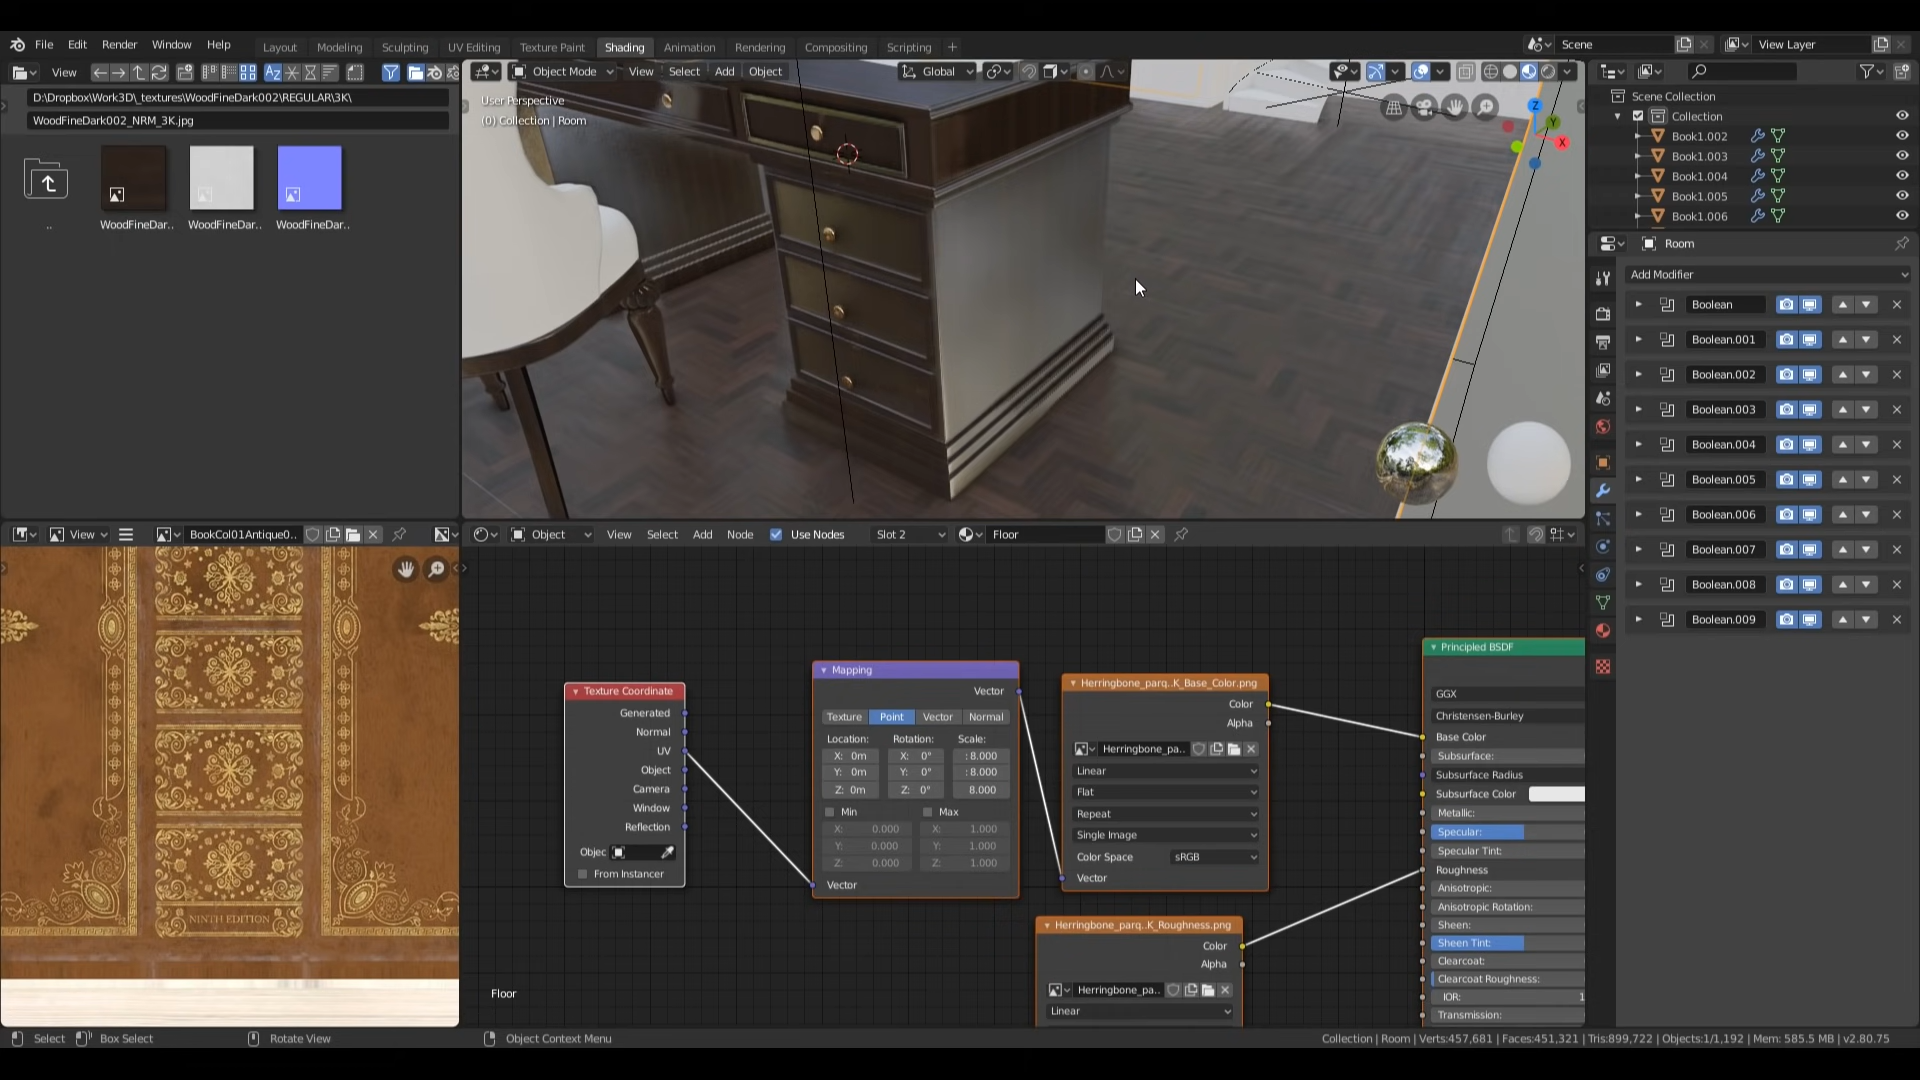 File Edit Render Window Help
Layout Modeling Sculpting UV Editing Texture Paint Shading Animation Rendering Compositing Scripting +
Scene
View Layer
View
Object Mode View Select Add Object
Global
D:\Dropbox\Work3D\_textures\WoodFineDark002\REGULAR\3K\
WoodFineDark002_NRM_3K.jpg
..
WoodFineDar..
WoodFineDar..
WoodFineDar..
User Perspective
(0) Collection | Room
Z
Y
X
Scene Collection
Collection
Book1.002
Book1.003
Book1.004
Book1.005
Book1.006
Room
Add Modifier
Boolean
Boolean.001
Boolean.002
Boolean.003
Boolean.004
Boolean.005
Boolean.006
Boolean.007
Boolean.008
Boolean.009
View
BookCol01Antique0..
NINTH EDITION
Object View Select Add Node Use Nodes Slot 2 Floor
Texture Coordinate
Generated
Normal
UV
Object
Camera
Window
Reflection
Objec
From Instancer
Mapping
Vector
Texture Point Vector Normal
Location: Rotation: Scale:
X: 0m X: 0° :8.000
Y: 0m Y: 0° :8.000
Z: 0m Z: 0° 8.000
Min Max
X: 0.000 X: 1.000
Y: 0.000 Y: 1.000
Z: 0.000 Z: 1.000
Vector
Herringbone_parq..K_Base_Color.png
Color
Alpha
Herringbone_pa..
Linear
Flat
Repeat
Single Image
Color Space sRGB
Vector
Herringbone_parq..K_Roughness.png
Color
Alpha
Herringbone_pa..
Linear
Principled BSDF
GGX
Christensen-Burley
Base Color
Subsurface:
Subsurface Radius
Subsurface Color
Metallic:
Specular:
Specular Tint:
Roughness
Anisotropic:
Anisotropic Rotation:
Sheen:
Sheen Tint:
Clearcoat:
Clearcoat Roughness:
IOR: 1
Transmission:
Floor
Select Box Select Rotate View Object Context Menu
Collection | Room | Verts:457,681 | Faces:451,321 | Tris:899,722 | Objects:1/1,192 | Mem: 585.5 MB | v2.80.75